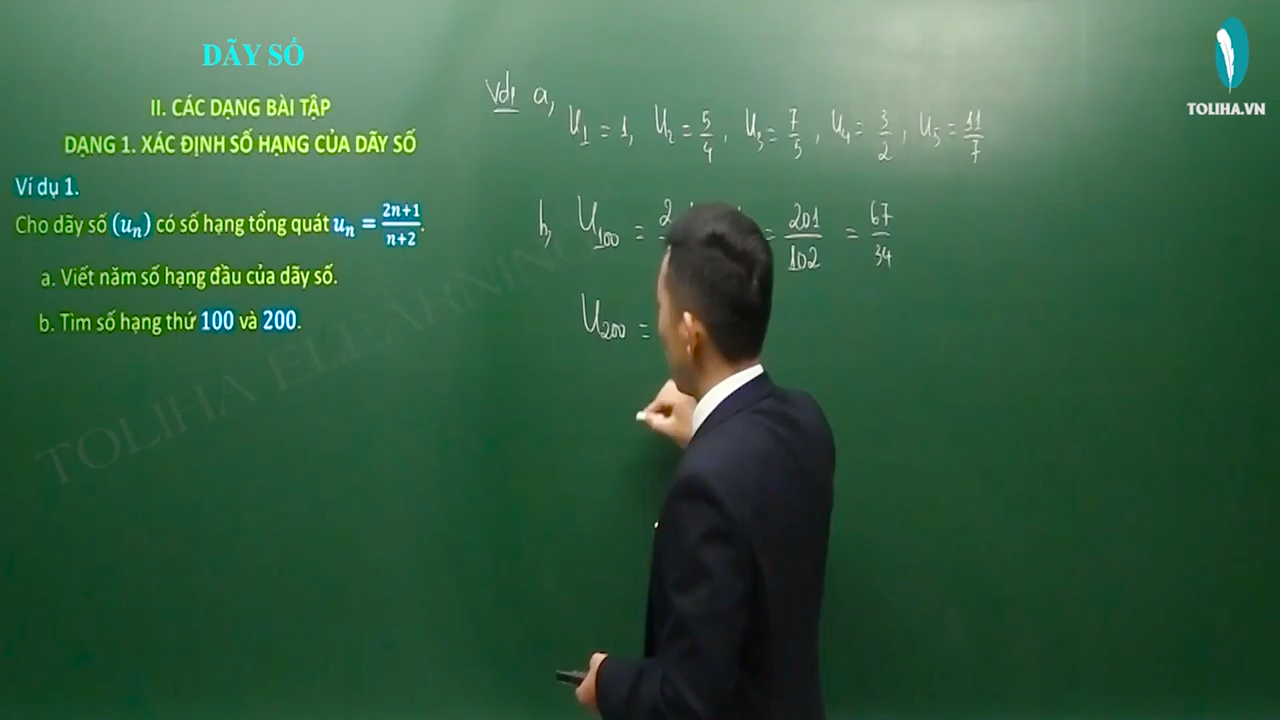 DÃY SỐ
II. CÁC DẠNG BÀI TẬP
DẠNG 1. XÁC ĐỊNH SỐ HẠNG CỦA DÃY SỐ
Ví dụ 1.
Cho dãy số (uₙ) có số hạng tổng quát uₙ = (2n+1)/(n+2).
a. Viết năm số hạng đầu của dãy số.
b. Tìm số hạng thứ 100 và 200.
TOLIHA ELEARNING
Vd1 a,
U₁ = 1, U₂ = 5/4, U₃ = 7/5, U₄ = 3/2, U₅ = 11/7
b, U₁₀₀ = = 201/102 = 67/34
U₂₀₀ =
TOLIHA.VN